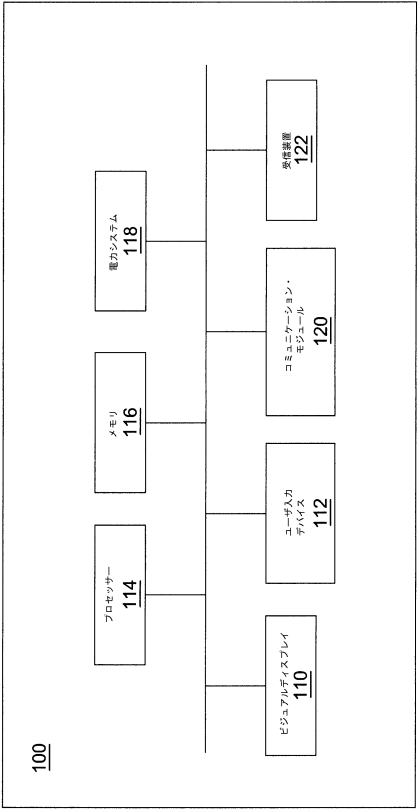 100
プロセッサー
114
メモリ
116
電力システム
118
ビジュアルディスプレイ
110
ユーザ入力
デバイス
112
コミュニケーション・
モジュール
120
受信装置
122